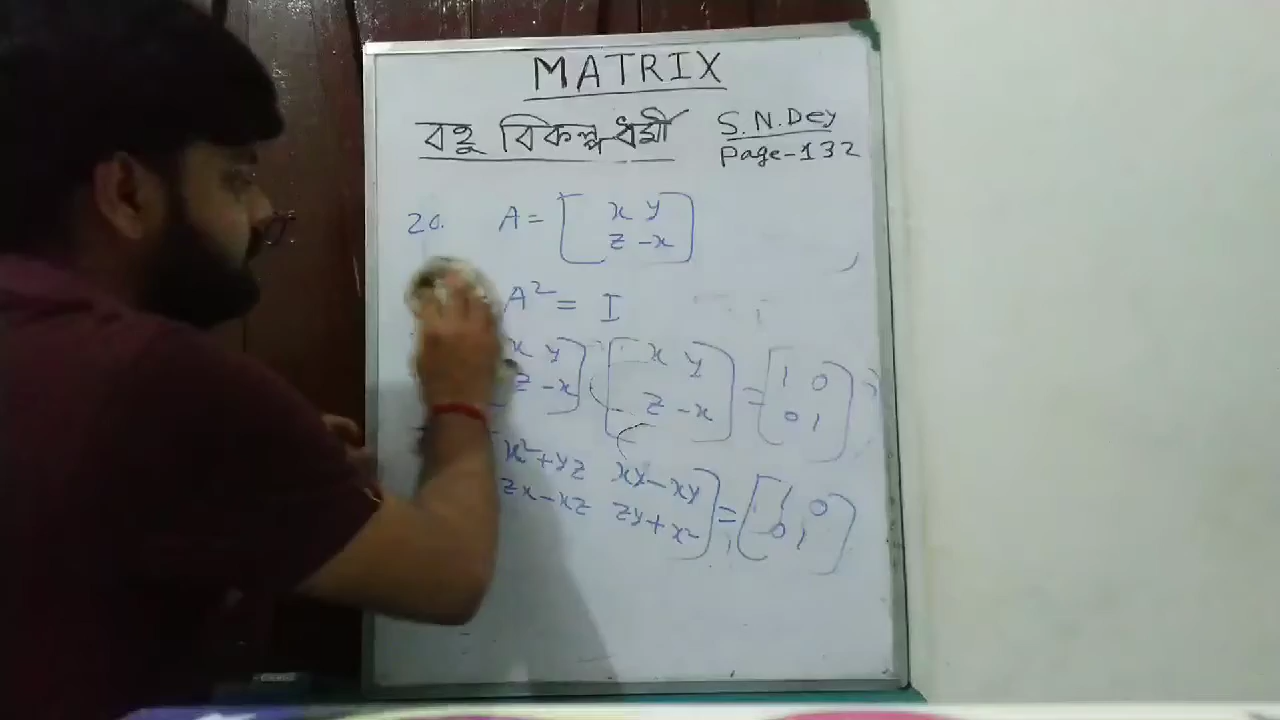 MATRIX
বহু বিকল্পধর্মী S.N.Dey
Page-132
20. A = [ x y
z -x ]
A² = I
x y ] [ x y ] = [ 1 0 ]
z -x z -x 0 1
x²+yz xy-xy ] = [ 1 0 ]
zx-xz zy+x² 0 1